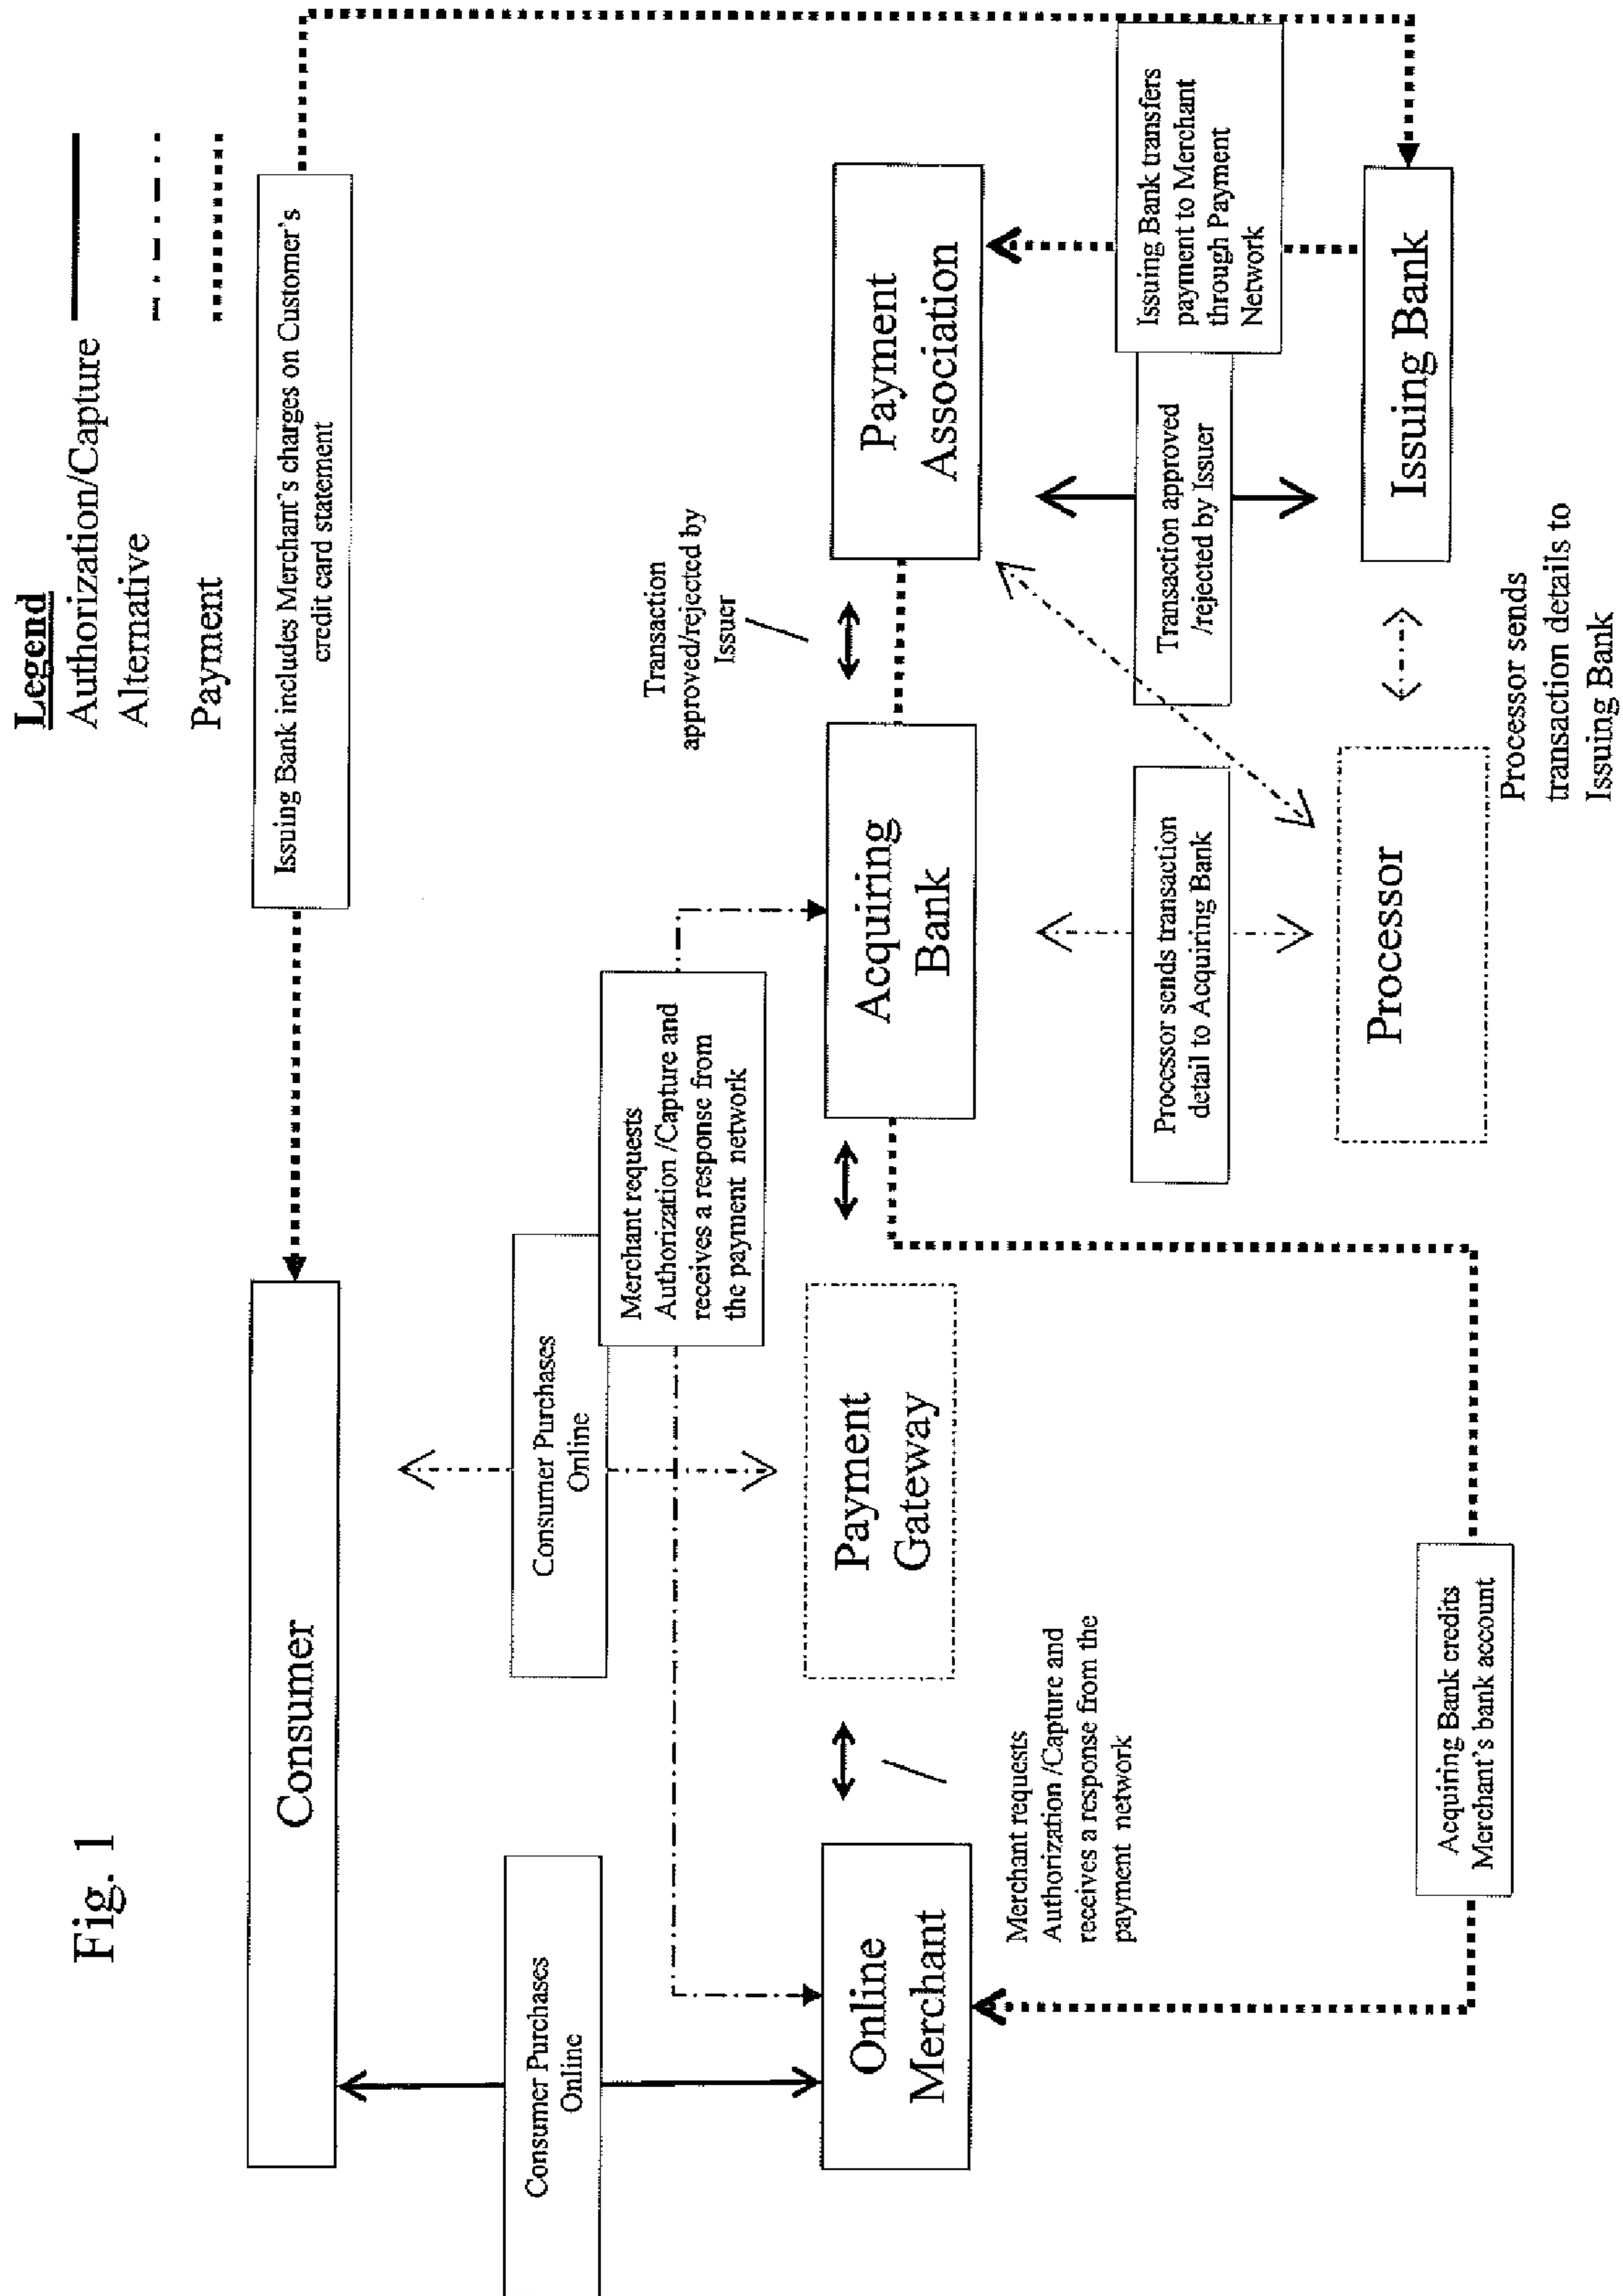 Fig. 1
Legend
Authorization/Capture
Alternative
Payment
Consumer
Issuing Bank includes Merchant's charges on Customer's
credit card statement
Consumer Purchases
Online
Consumer Purchases
Online
Merchant requests
Authorization /Capture and
receives a response from
the payment network
Transaction
approved/rejected by
Issuer
Online
Merchant
Payment
Gateway
Acquiring
Bank
Payment
Association
Merchant requests
Authorization /Capture and
receives a response from the
payment network
Processor sends transaction
detail to Acquiring Bank
Transaction approved
/rejected by Issuer
Issuing Bank transfers
payment to Merchant
through Payment
Network
Acquiring Bank credits
Merchant's bank account
Processor
Issuing Bank
Processor sends
transaction details to
Issuing Bank